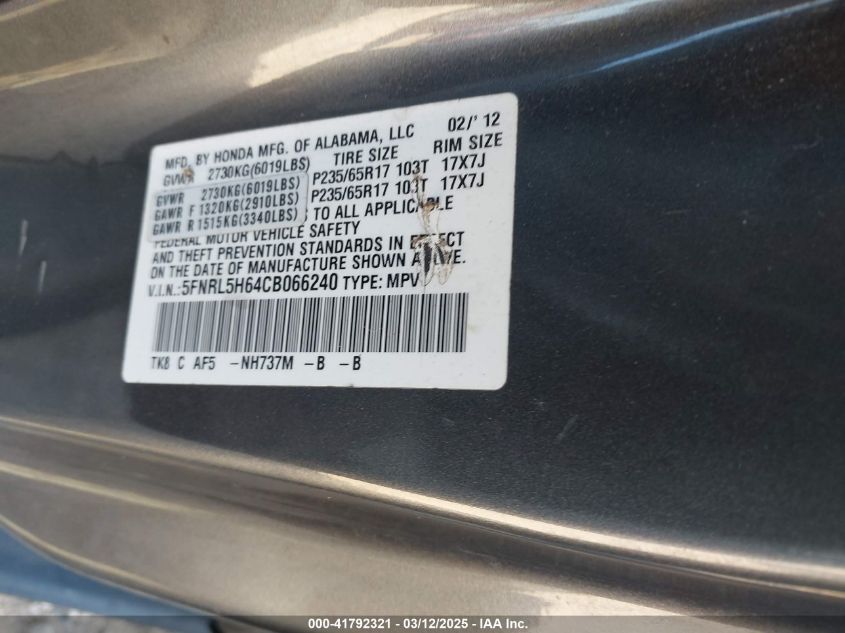 MFD. BY HONDA MFG. OF ALABAMA, LLC 02/'12
GVWR 2730KG(6019LBS) TIRE SIZE RIM SIZE
GVWR 2730KG(6019LBS) P235/65R17 103T 17X7J
GAWR F 1320KG(2910LBS) P235/65R17 103T 17X7J
GAWR R 1515KG(3340LBS) S TO ALL APPLICABLE
FEDERAL MOTOR VEHICLE SAFETY
AND THEFT PREVENTION STANDARDS IN EFFECT
ON THE DATE OF MANUFACTURE SHOWN ABOVE.
V.I.N.:5FNRL5H64CB066240 TYPE: MPV
TK8 C AF5 -NH737M -B -B
000-41792321 - 03/12/2025 - IAA Inc.